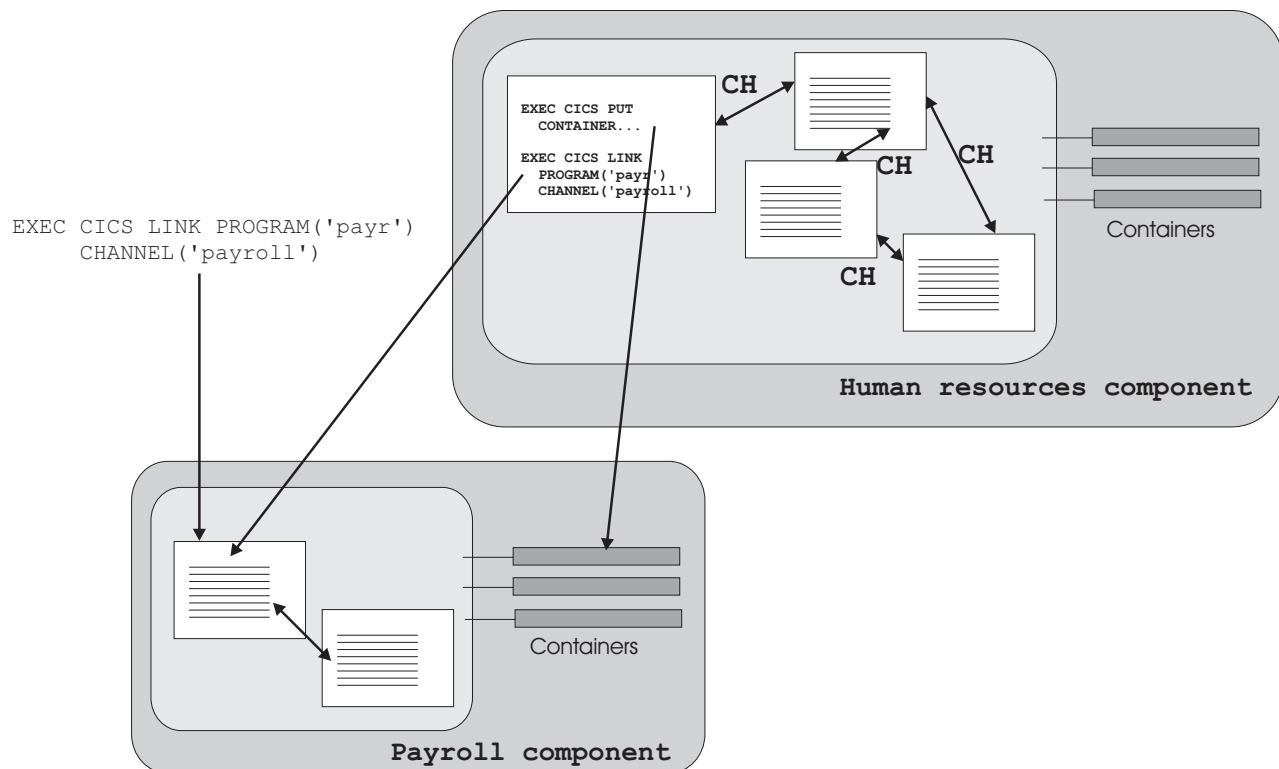 EXEC CICS PUT
CONTAINER...
EXEC CICS LINK
PROGRAM('payr')
CHANNEL('payroll')
CH
CH
CH
CH
Containers
Human resources component
EXEC CICS LINK PROGRAM('payr')
CHANNEL('payroll')
Containers
Payroll component